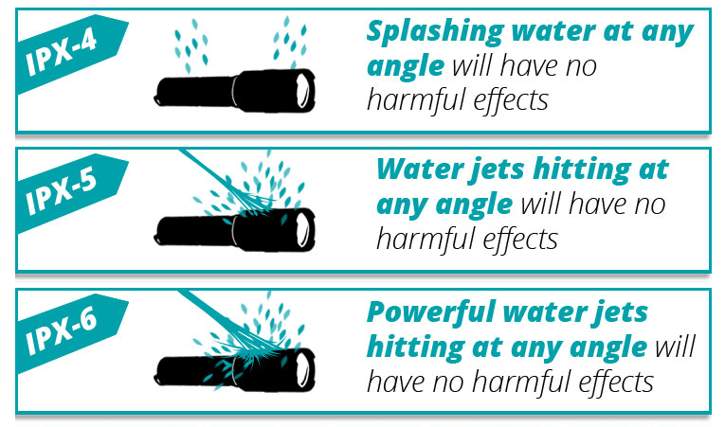 IPX-4
Splashing water at any
angle will have no
harmful effects
IPX-5
Water jets hitting at
any angle will have no
harmful effects
IPX-6
Powerful water jets
hitting at any angle will
have no harmful effects